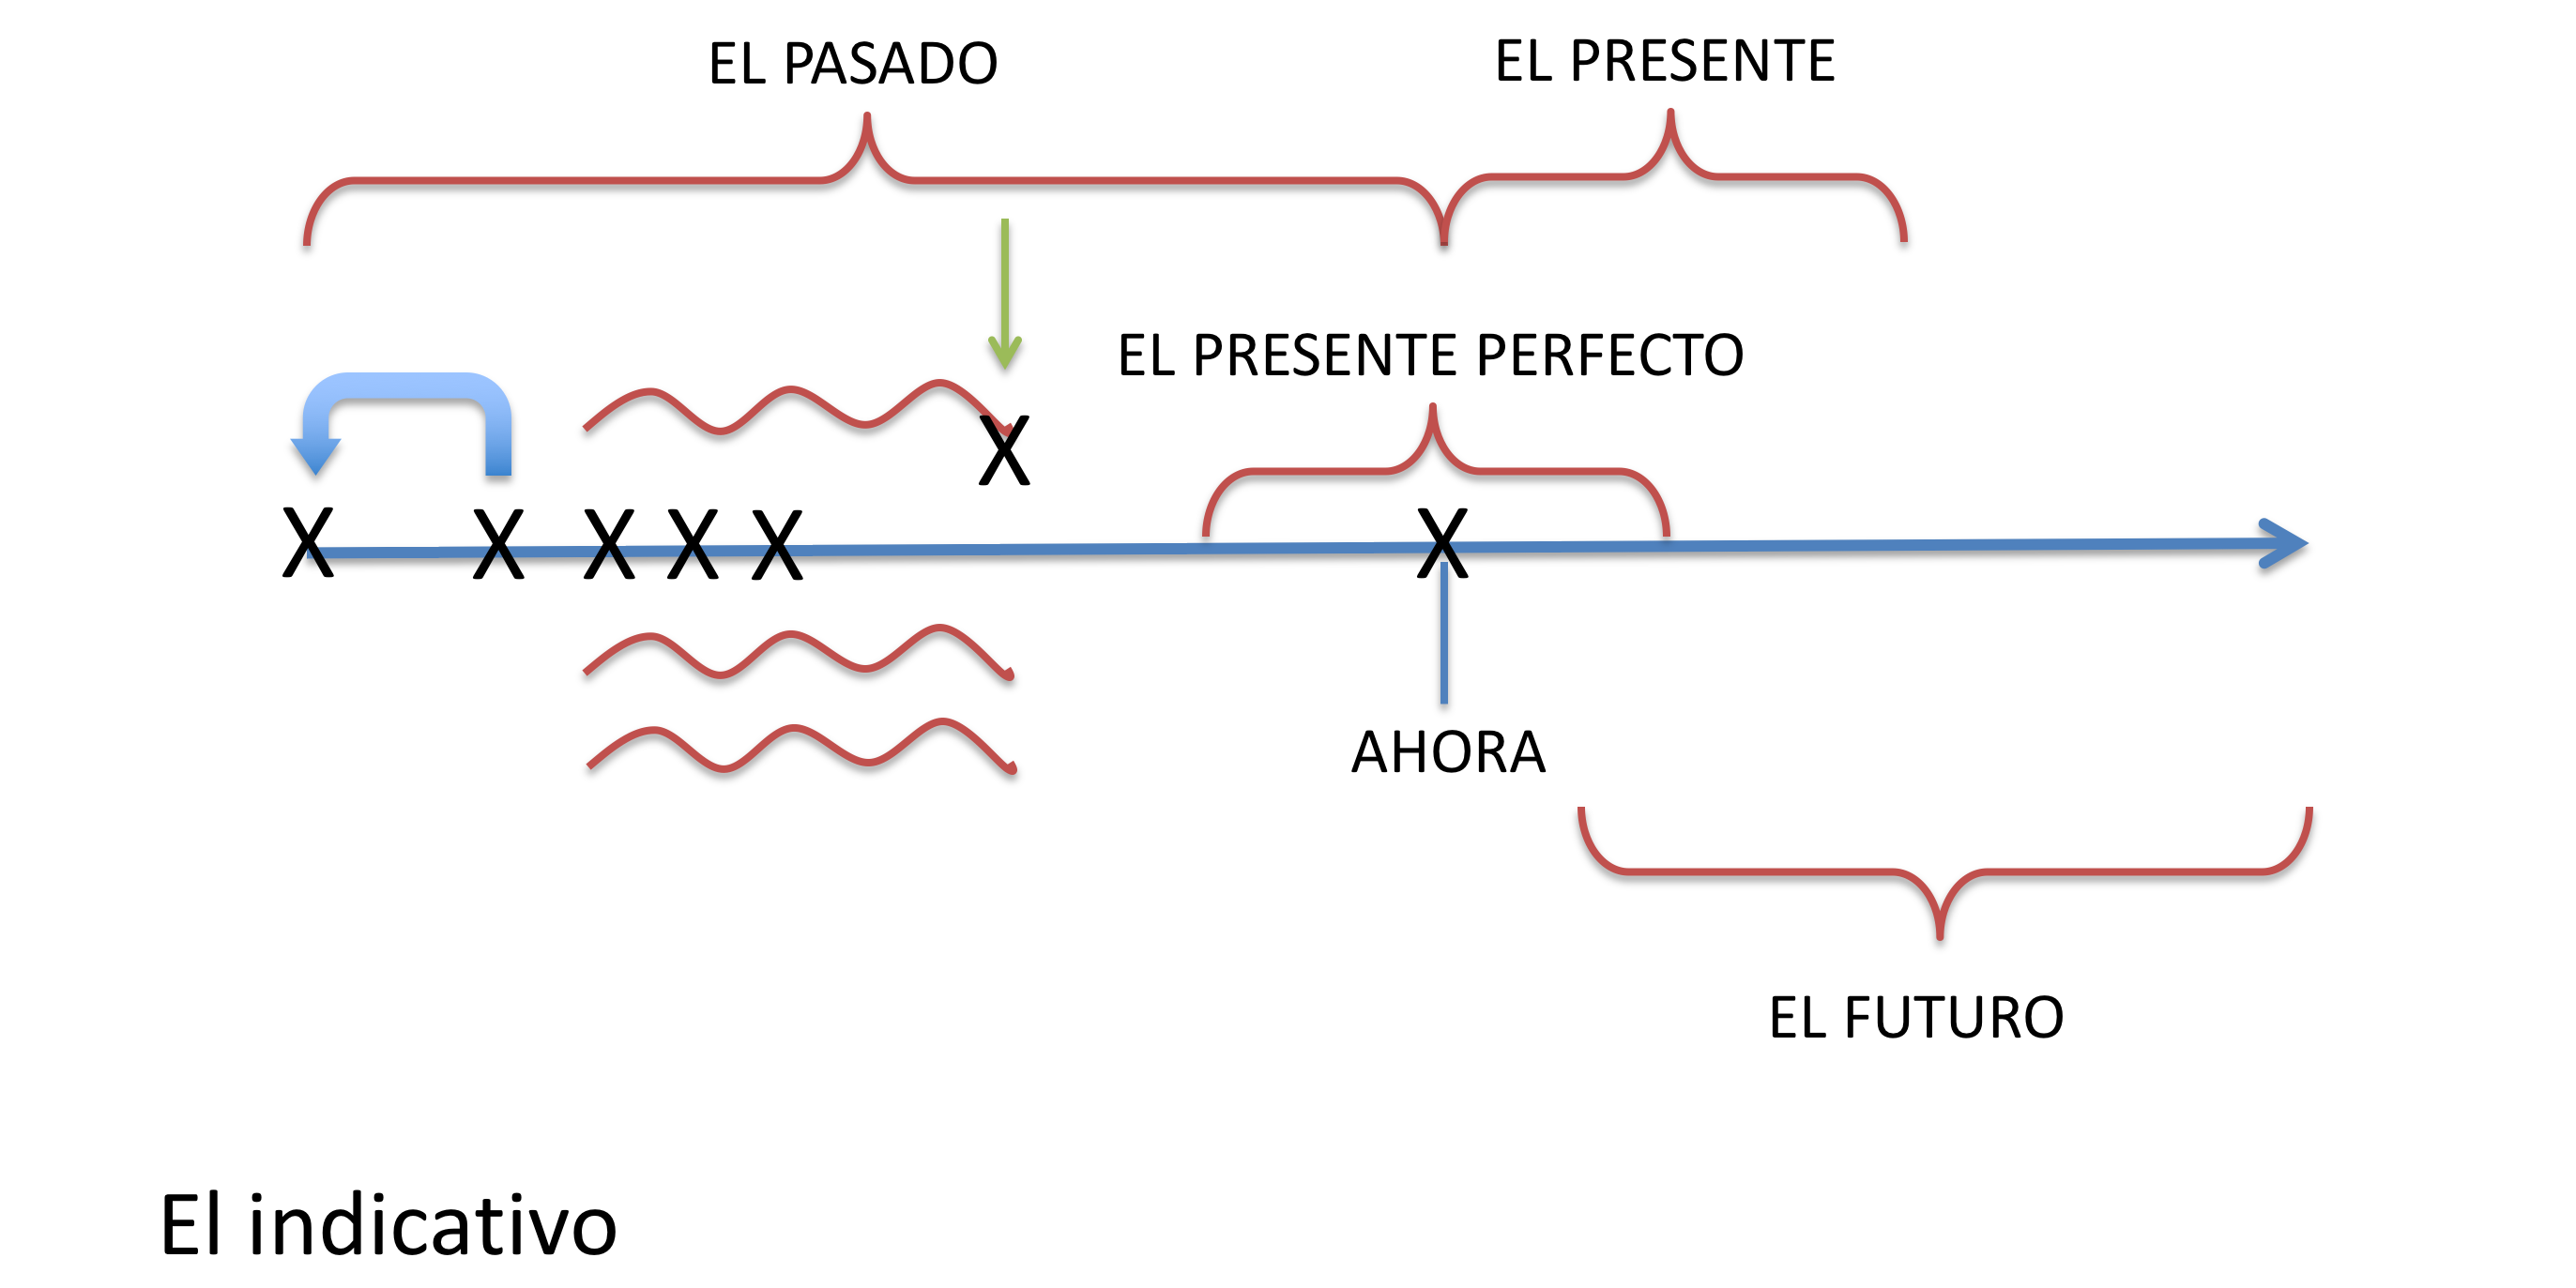 EL PASADO
EL PRESENTE
EL PRESENTE PERFECTO
X
X X X X X X
AHORA
EL FUTURO
El indicativo